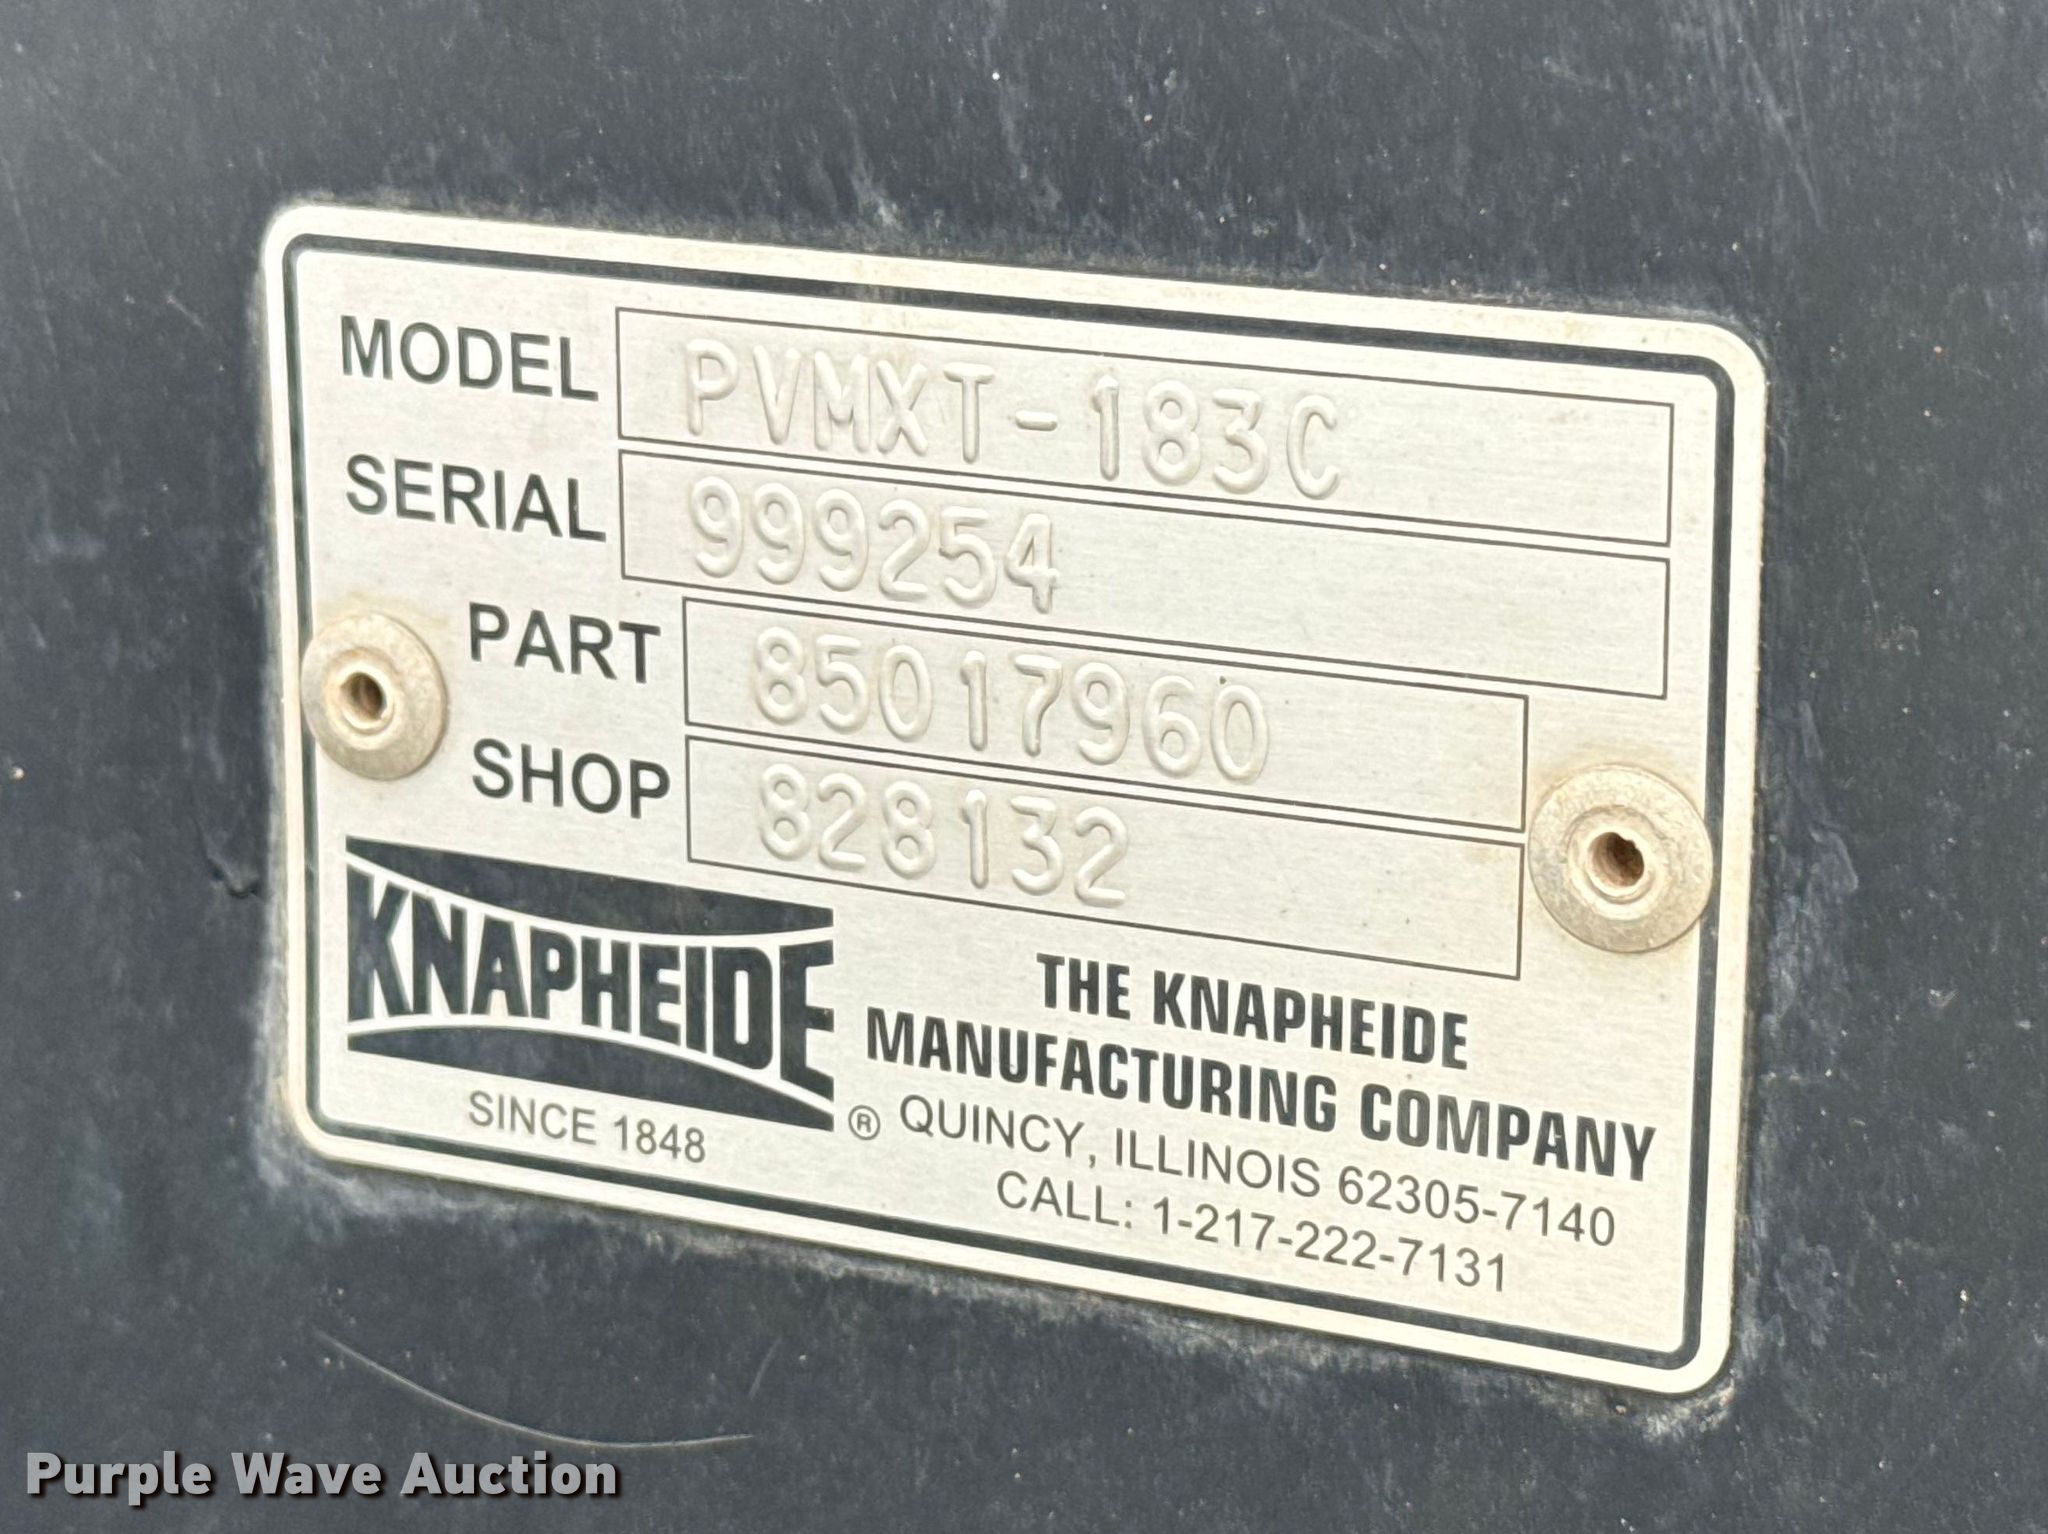 MODEL PVMXT-183C
SERIAL 999254
PART 85017960
SHOP 828132
KNAPHEIDE ®
SINCE 1848
THE KNAPHEIDE
MANUFACTURING COMPANY
QUINCY, ILLINOIS 62305-7140
CALL: 1-217-222-7131
Purple Wave Auction